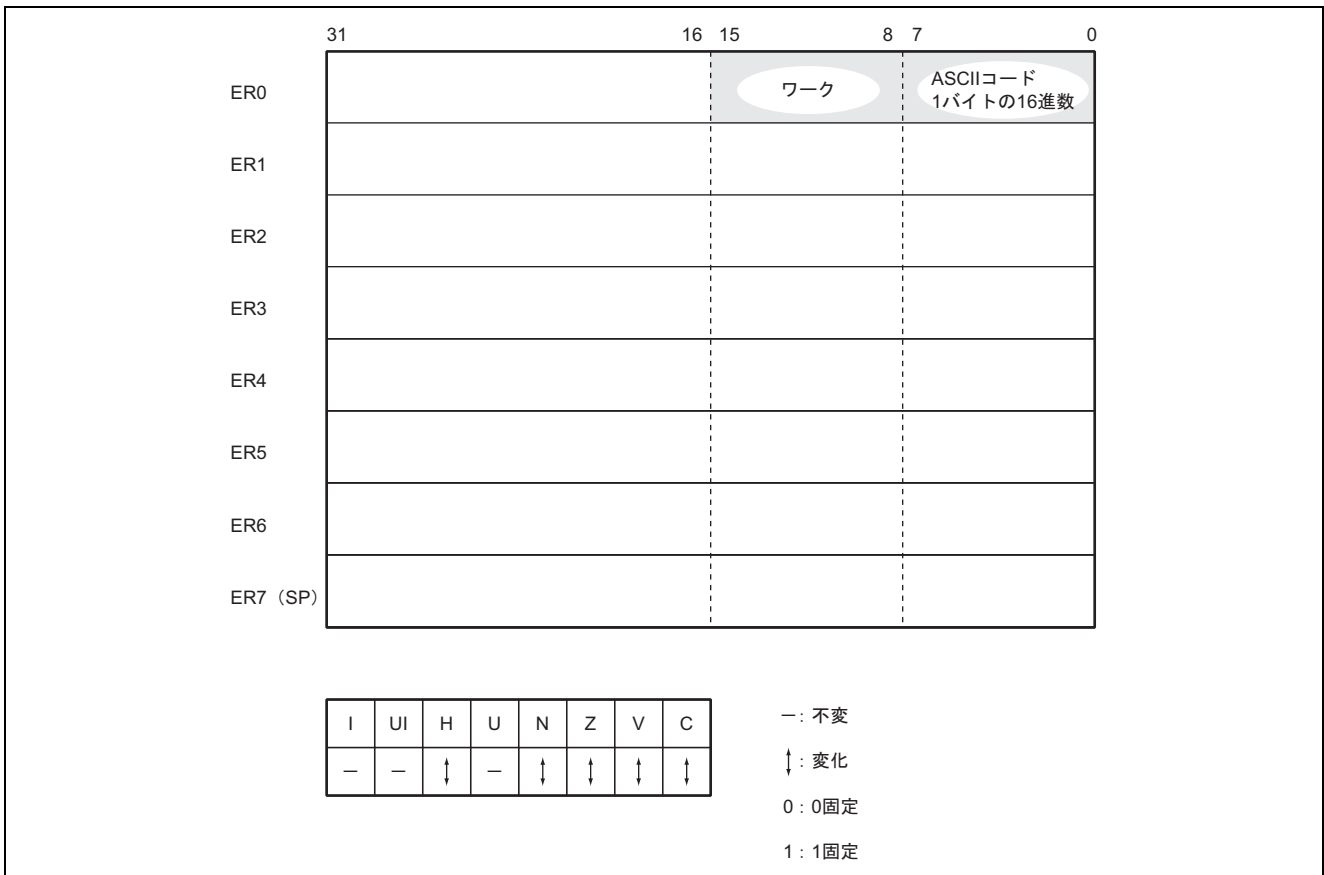 31 16 15 8 7 0
ER0 ワーク ASCIIコード
1バイトの16進数
ER1
ER2
ER3
ER4
ER5
ER6
ER7（SP）
I UI H U N Z V C
— — ↕ — ↕ ↕ ↕ ↕
—：不変
↕：変化
0：0固定
1：1固定